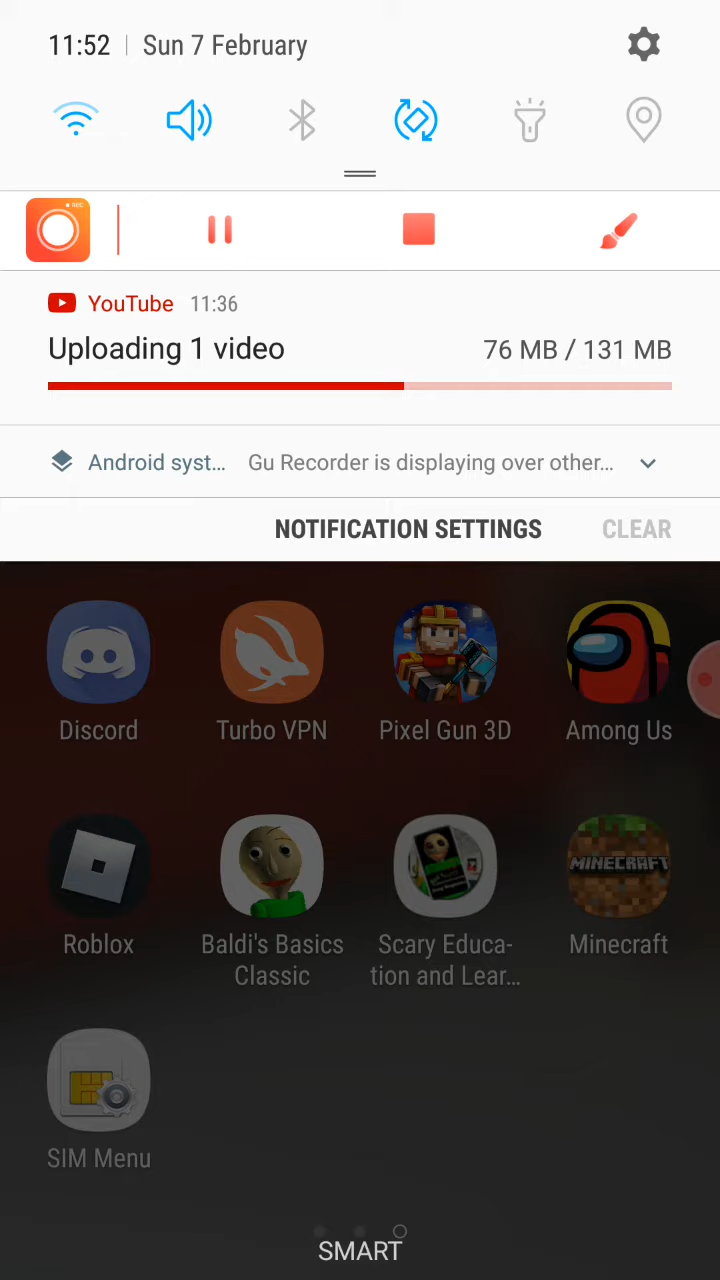 11:52 | Sun 7 February
YouTube 11:36
Uploading 1 video 76 MB / 131 MB
Android syst... Gu Recorder is displaying over other...
NOTIFICATION SETTINGS CLEAR
Discord Turbo VPN Pixel Gun 3D Among Us
MINECRAFT
Roblox Baldi's Basics Classic Scary Educa- tion and Lear... Minecraft
SIM Menu
SMART